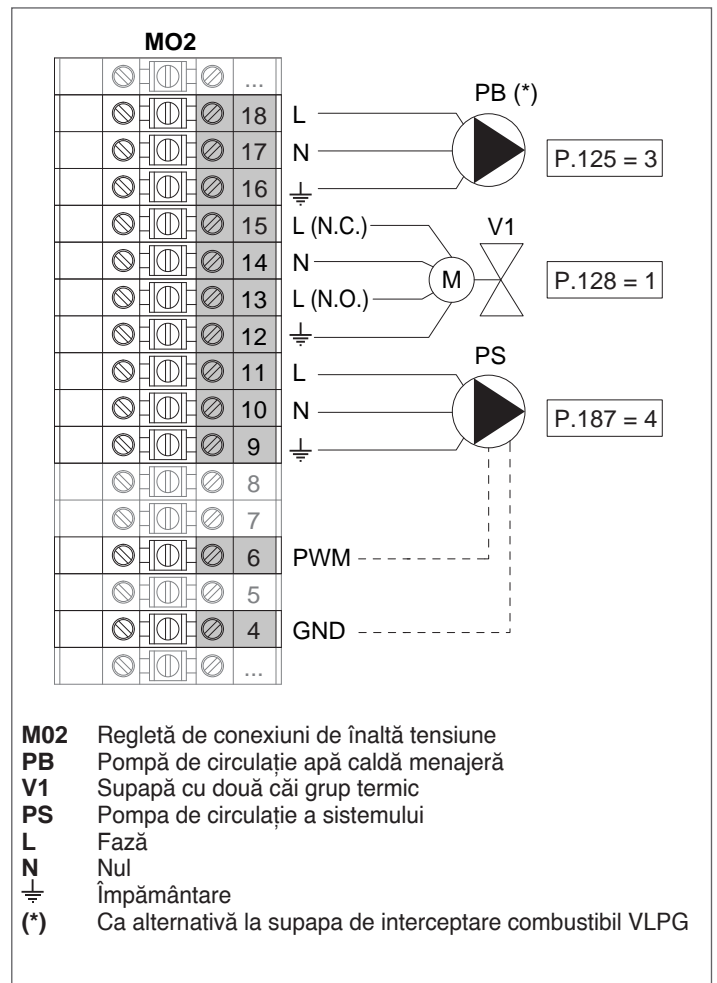 MO2
...
PB (*)
18 L
17 N
P.125 = 3
16 ⏚
15 L (N.C.)
V1
14 N
M
P.128 = 1
13 L (N.O.)
12 ⏚
PS
11 L
10 N
P.187 = 4
9 ⏚
8
7
6 PWM
5
4 GND
...
M02 Regletă de conexiuni de înaltă tensiune
PB Pompă de circulație apă caldă menajeră
V1 Supapă cu două căi grup termic
PS Pompa de circulație a sistemului
L Fază
N Nul
⏚ Împământare
(*) Ca alternativă la supapa de interceptare combustibil VLPG